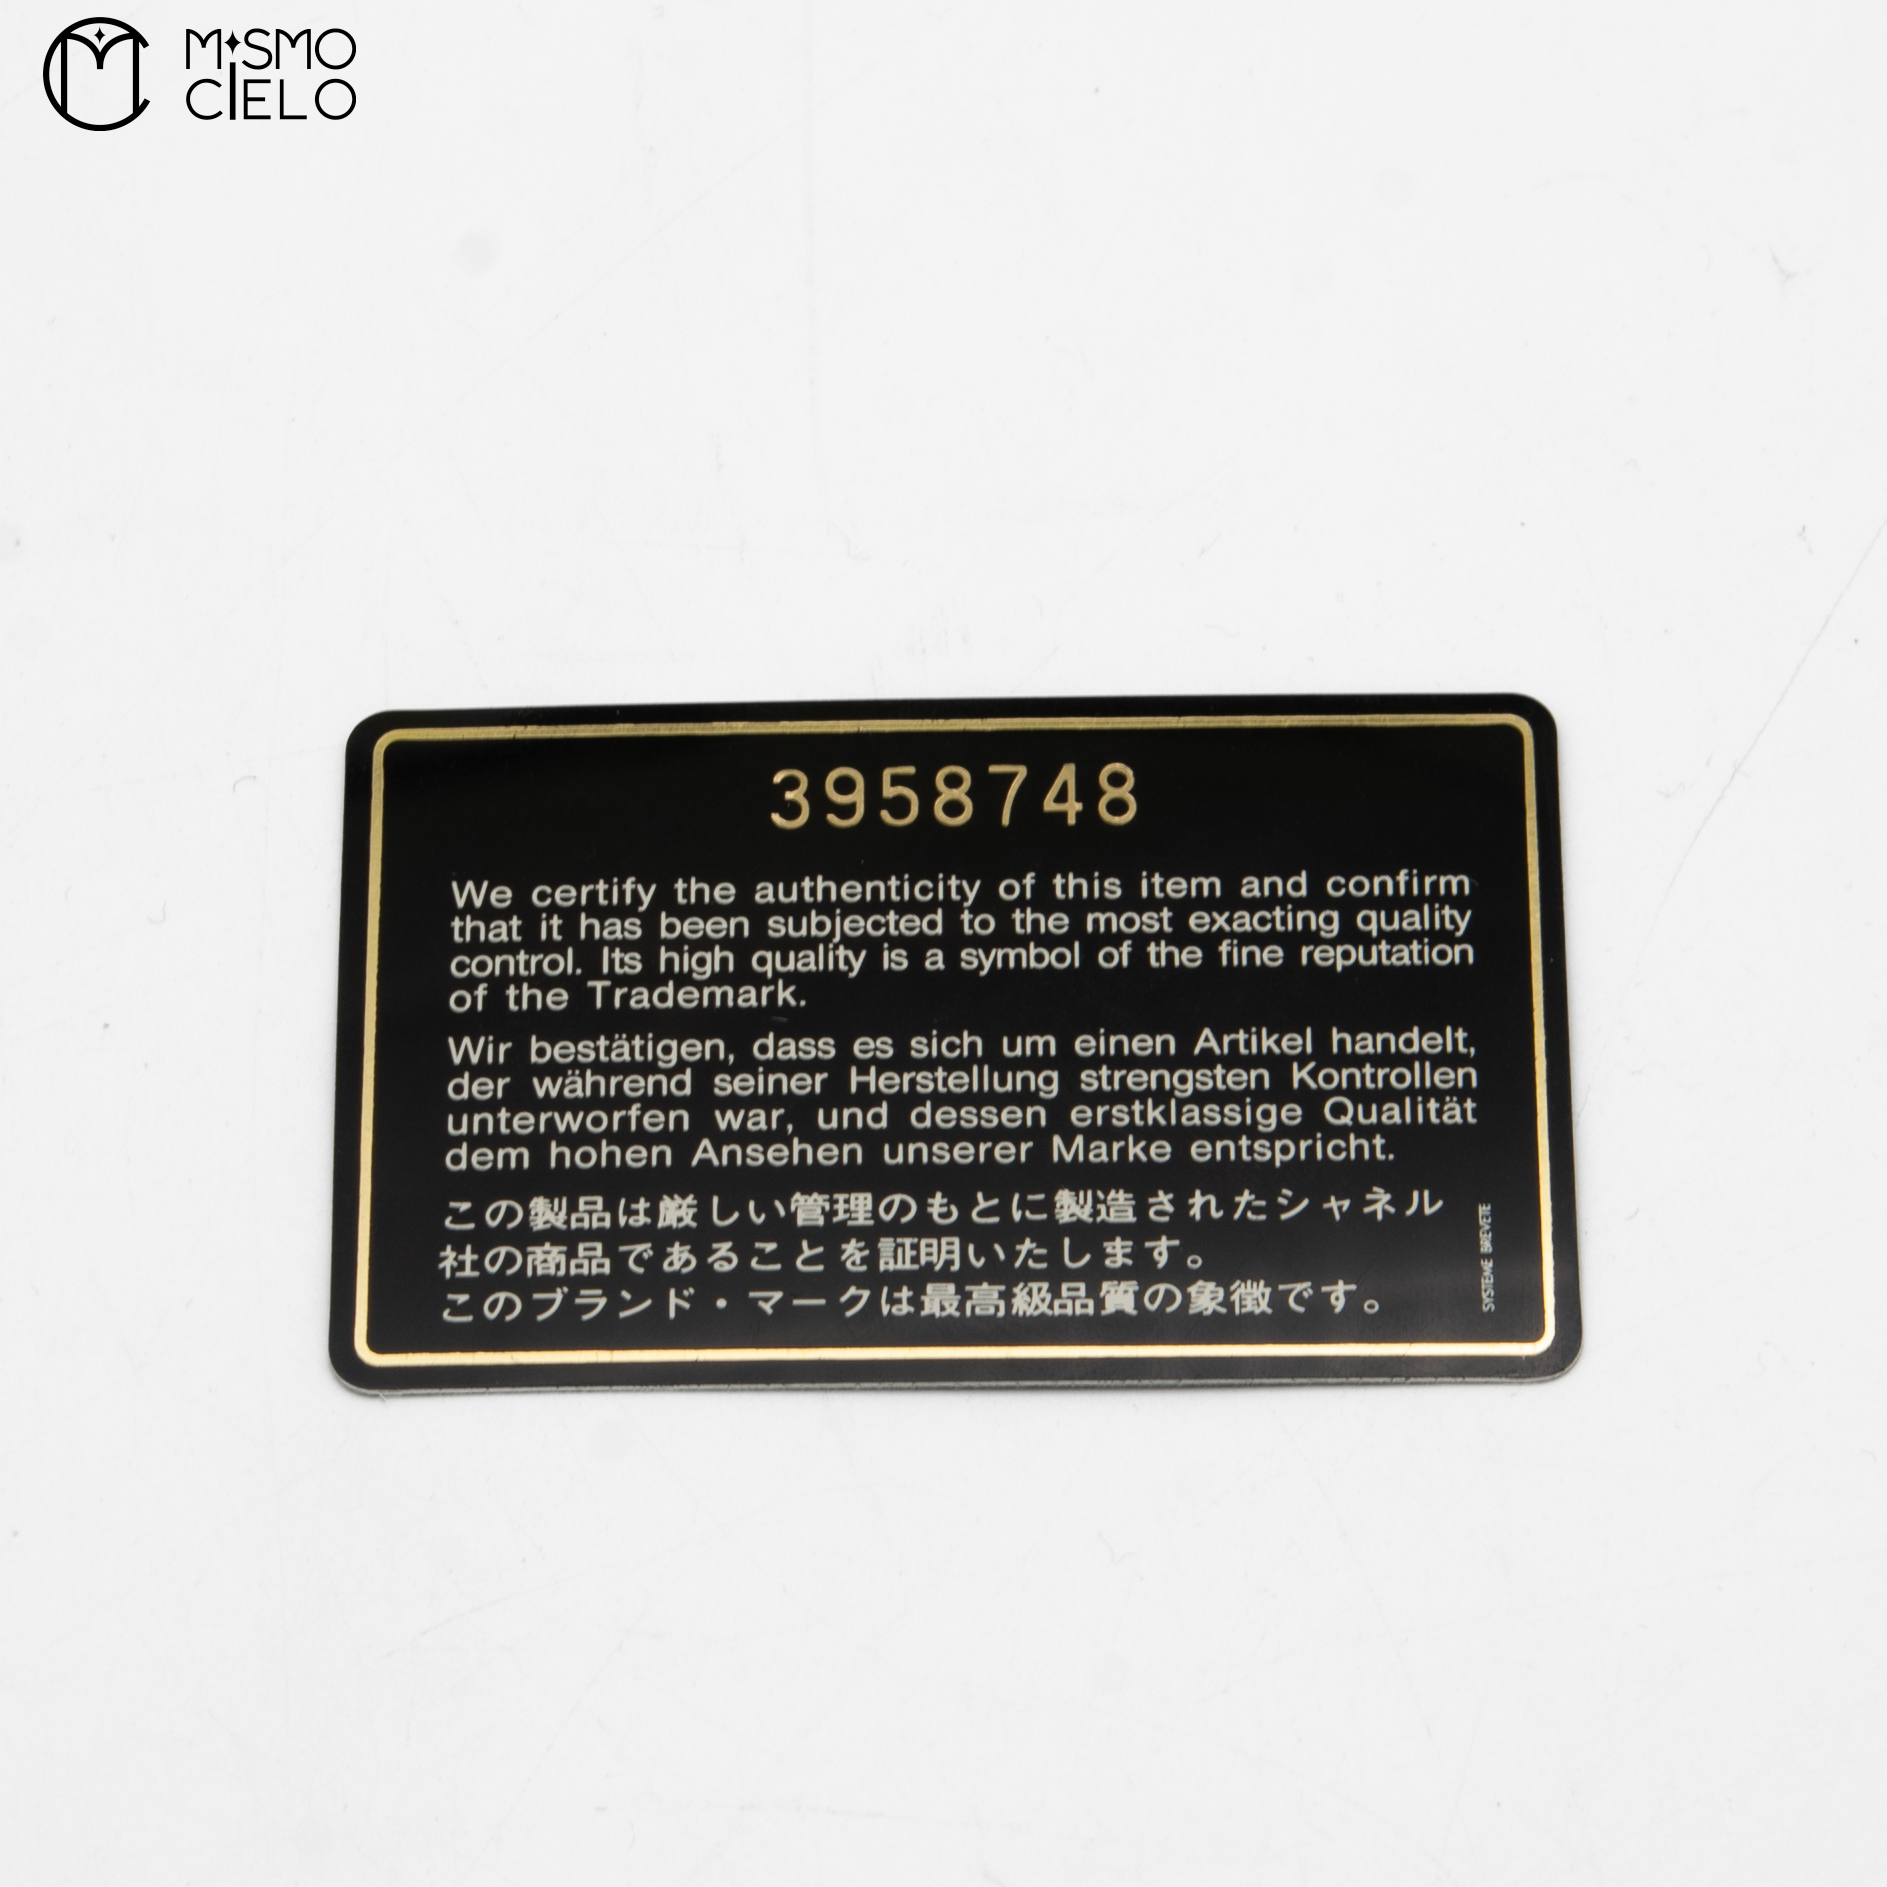 MISMO
CIELO
3958748
We certify the authenticity of this item and confirm
that it has been subjected to the most exacting quality
control. Its high quality is a symbol of the fine reputation
of the Trademark.
Wir bestätigen, dass es sich um einen Artikel handelt,
der während seiner Herstellung strengsten Kontrollen
unterworfen war, und dessen erstklassige Qualität
dem hohen Ansehen unserer Marke entspricht.
この製品は厳しい管理のもとに製造されたシャネル
社の商品であることを証明いたします。
このブランド・マークは最高級品質の象徴です。
SYSTEME BREVETE